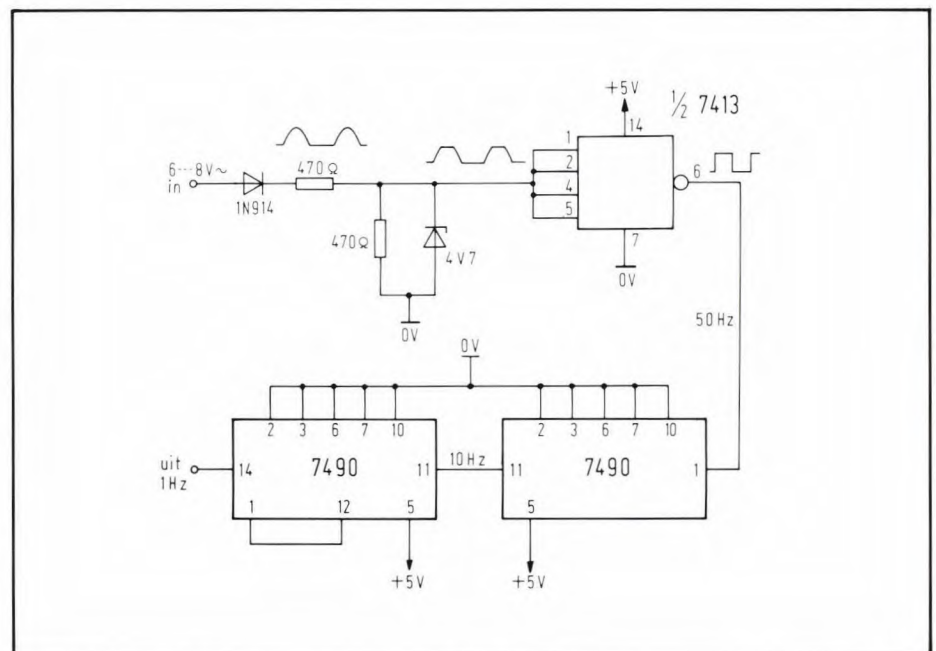 +5V
½ 7413
14
1
2
4
5
6
7
0V
6---8V~
in
1N914
470Ω
470Ω
4V7
0V
50Hz
0V
2 3 6 7 10
2 3 6 7 10
uit
1Hz
14
7490
11
10Hz
11
7490
1
1
12
5
5
+5V
+5V